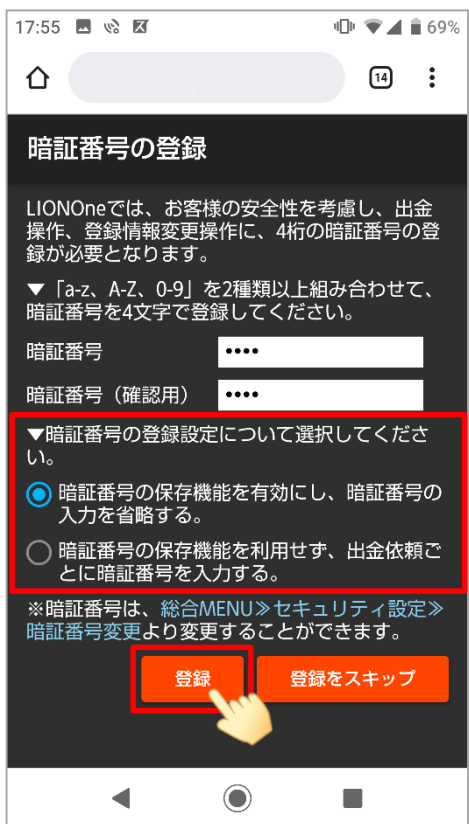 17:55
69%
14
暗証番号の登録
LIONOneでは、お客様の安全性を考慮し、出金
操作、登録情報変更操作に、4桁の暗証番号の登
録が必要となります。
▼「a-z、A-Z、0-9」を2種類以上組み合わせて、
暗証番号を4文字で登録してください。
暗証番号 ••••
暗証番号（確認用） ••••
▼暗証番号の登録設定について選択してくださ
い。
暗証番号の保存機能を有効にし、暗証番号の
入力を省略する。
暗証番号の保存機能を利用せず、出金依頼ご
とに暗証番号を入力する。
※暗証番号は、総合MENU≫セキュリティ設定≫
暗証番号変更より変更することができます。
登録 登録をスキップ